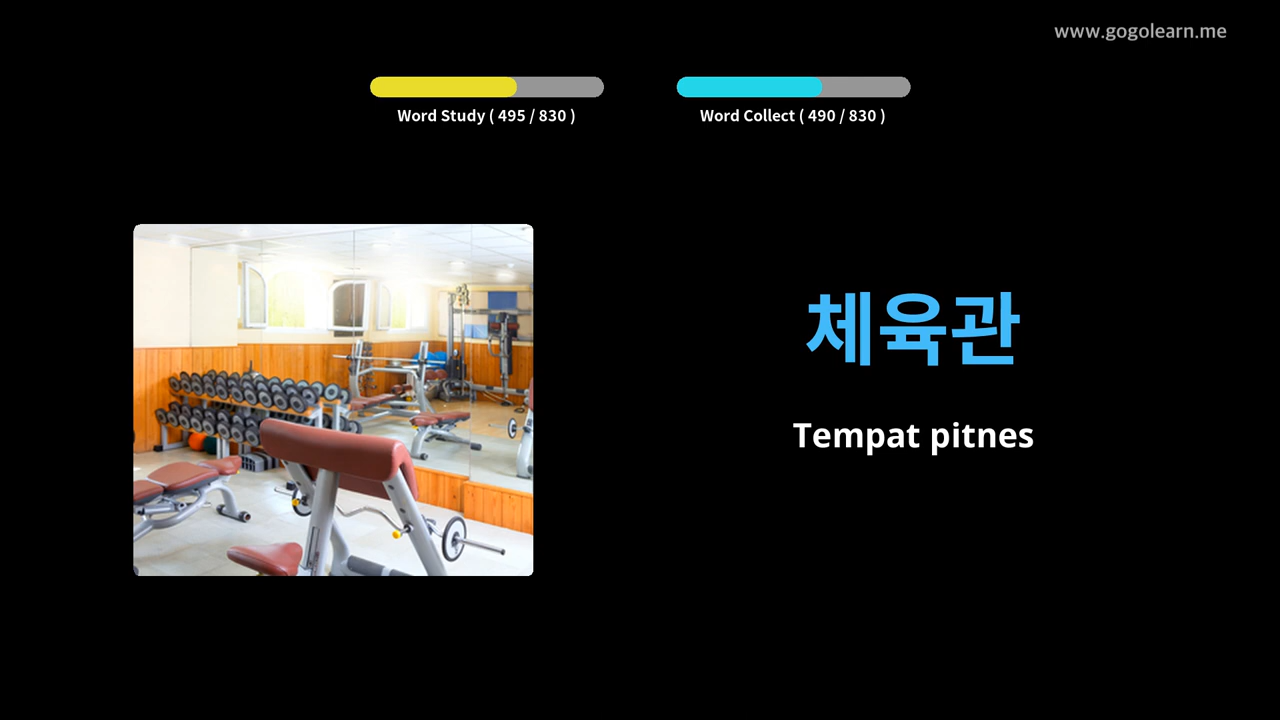 www.gogolearn.me
Word Study ( 495 / 830 )
Word Collect ( 490 / 830 )
체육관
Tempat pitnes